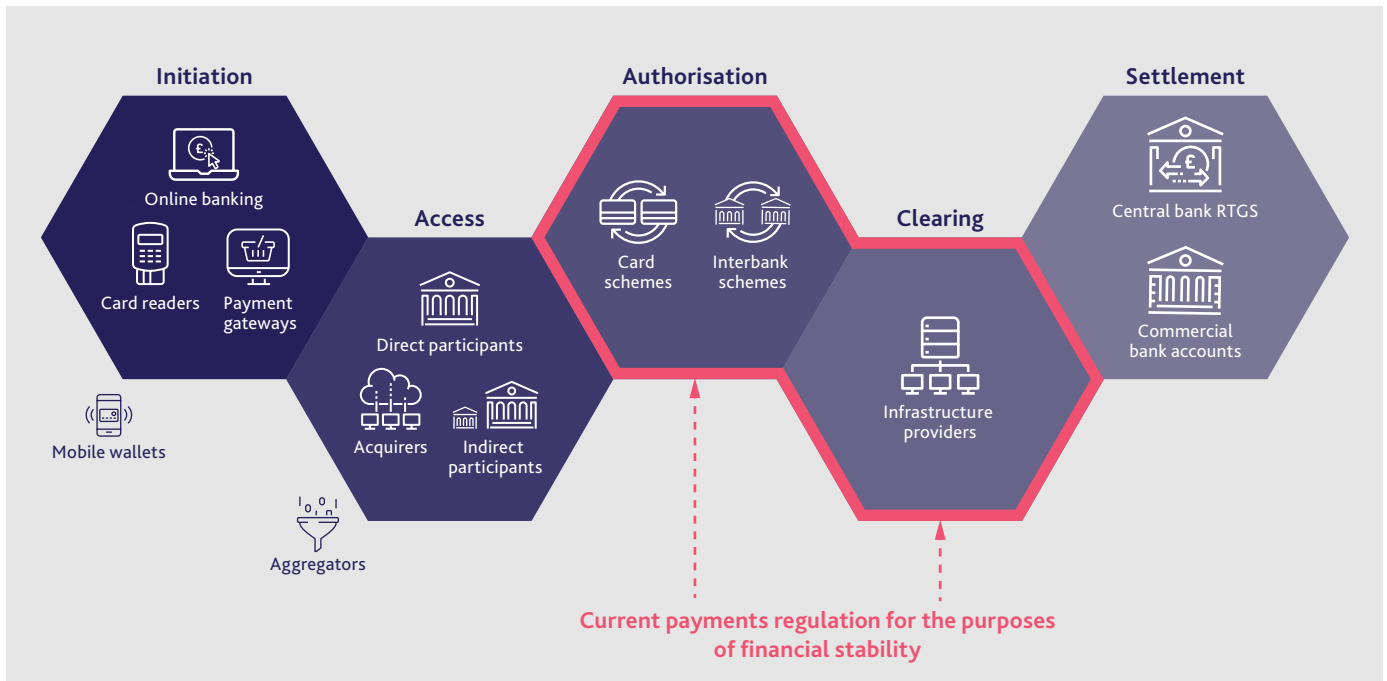 Initiation
Online banking
Card readers
Payment
gateways
Mobile wallets
Access
Direct participants
Acquirers
Indirect
participants
Aggregators
Authorisation
Card
schemes
Interbank
schemes
Clearing
Infrastructure
providers
Settlement
£
Central bank RTGS
Commercial
bank accounts
Current payments regulation for the purposes
of financial stability